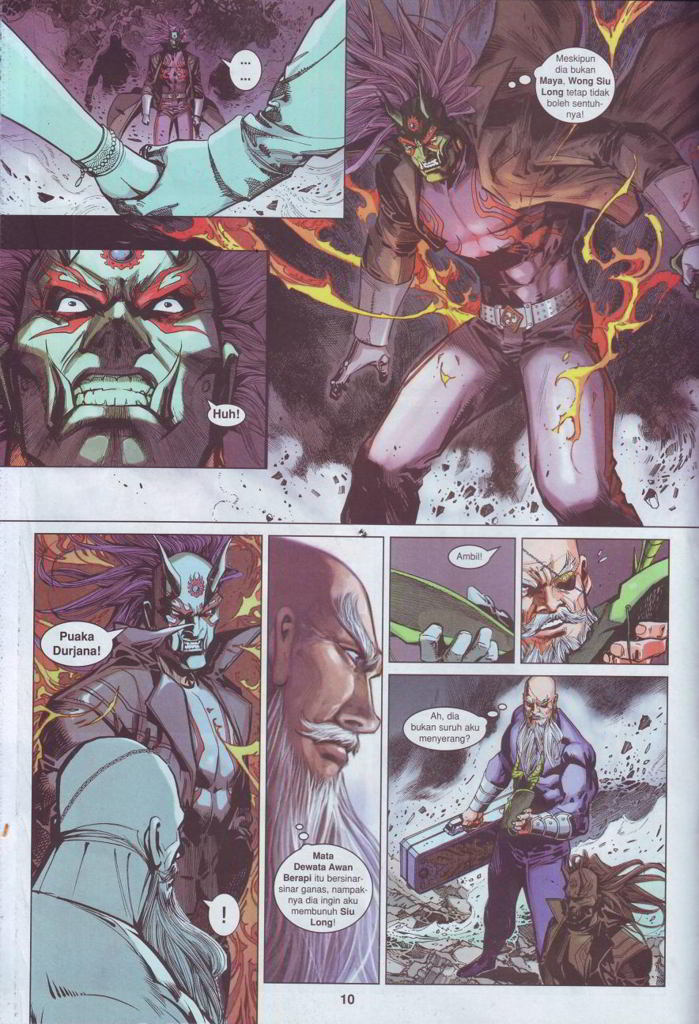 ...
...
Meskipun
dia bukan
Maya, Wong Siu
Long tetap tidak
boleh sentuh-
nya!
Huh!
Puaka
Durjana!
!
Mata
Dewata Awan
Berapi itu bersinar-
sinar ganas, nampak-
nya dia ingin aku
membunuh Siu
Long!
Ambil!
Ah, dia
bukan suruh aku
menyerang?
10